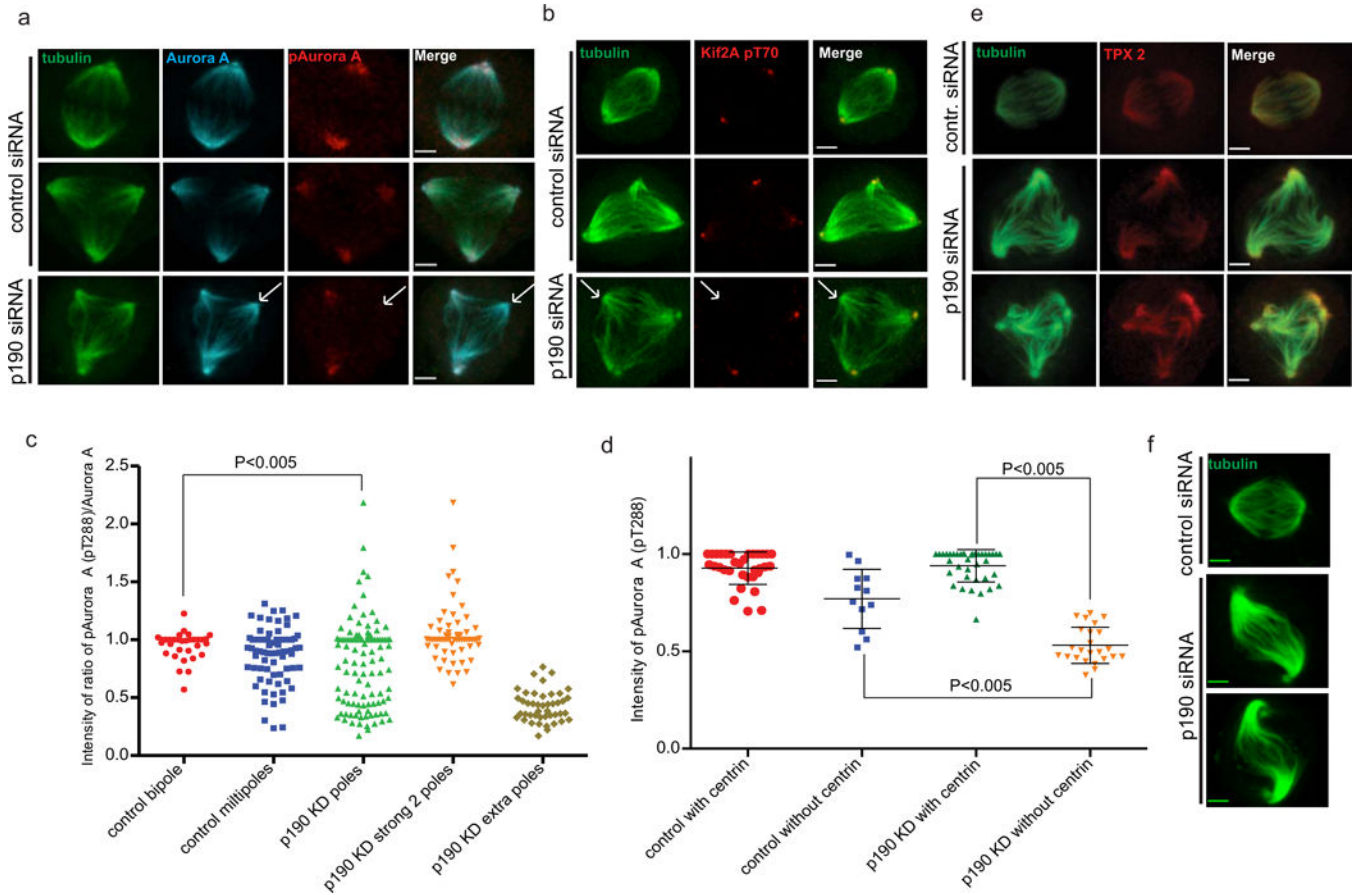 a
tubulin
Aurora A
pAurora A
Merge
control siRNA
p190 siRNA
b
tubulin
Kif2A pT70
Merge
control siRNA
p190 siRNA
e
tubulin
TPX 2
Merge
contr. siRNA
p190 siRNA
c
Intensity of ratio of pAurora A (pT288)/Aurora A
2.5
2.0
1.5
1.0
0.5
0.0
P<0.005
control bipole
control miltipoles
p190 KD poles
p190 KD strong 2 poles
p190 KD extra poles
d
Intensity of pAurora A (pT288)
1.0
0.5
0.0
P<0.005
P<0.005
control with centrin
control without centrin
p190 KD with centrin
p190 KD without centrin
f
tubulin
control siRNA
p190 siRNA